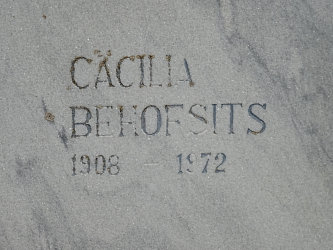 CÄCILIA
BEHOFSITS
1908 – 1972